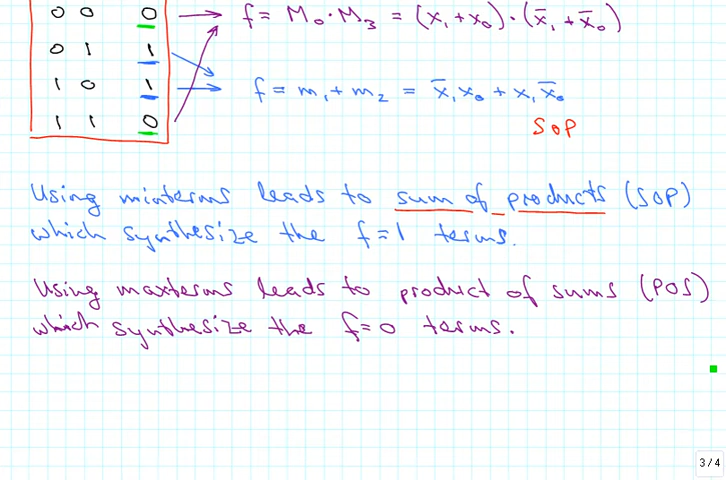 0 0 0 → f = M₀·M₃ = (x₁+x₀)·(x̄₁+x̄₀)
0 1 1
1 0 1 → f = m₁+m₂ = x̄₁x₀ + x₁x̄₀
1 1 0
SOP
Using minterms leads to sum of products (SOP)
which synthesize the f=1 terms.
Using maxterms leads to product of sums (POS)
which synthesize the f=0 terms.
3/4